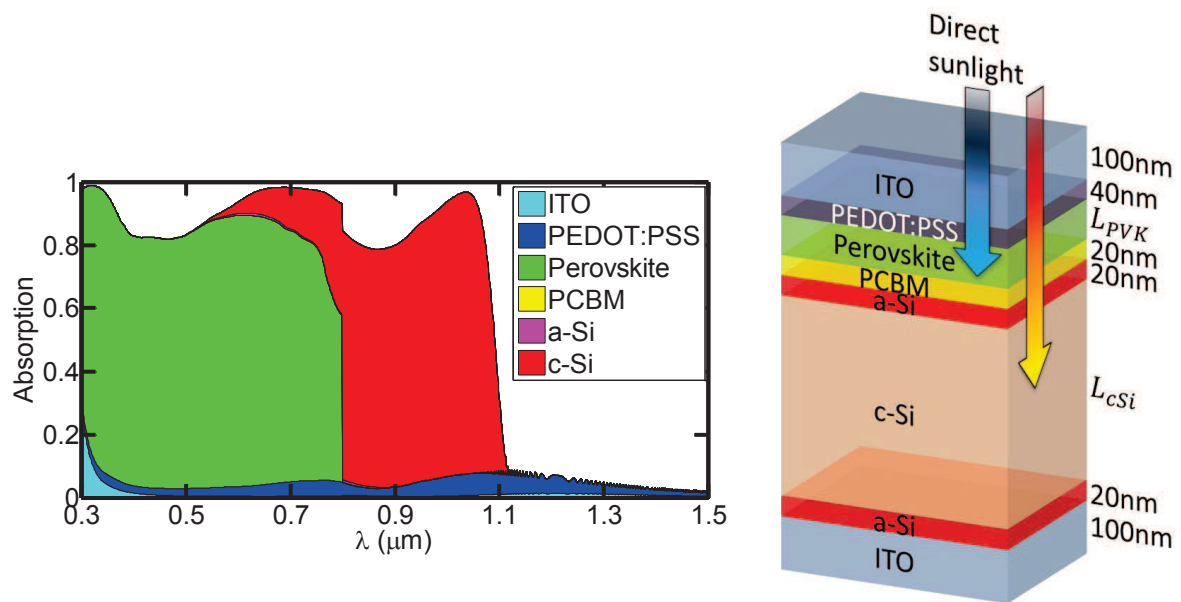 1
0.8
0.6
0.4
0.2
0
Absorption
0.3
0.5
0.7
0.9
1.1
1.3
1.5
λ (μm)
ITO
PEDOT:PSS
Perovskite
PCBM
a-Si
c-Si
Direct
sunlight
ITO
PEDOT:PSS
Perovskite
PCBM
a-Si
c-Si
a-Si
ITO
100nm
40nm
L_PVK
20nm
20nm
L_cSi
20nm
100nm